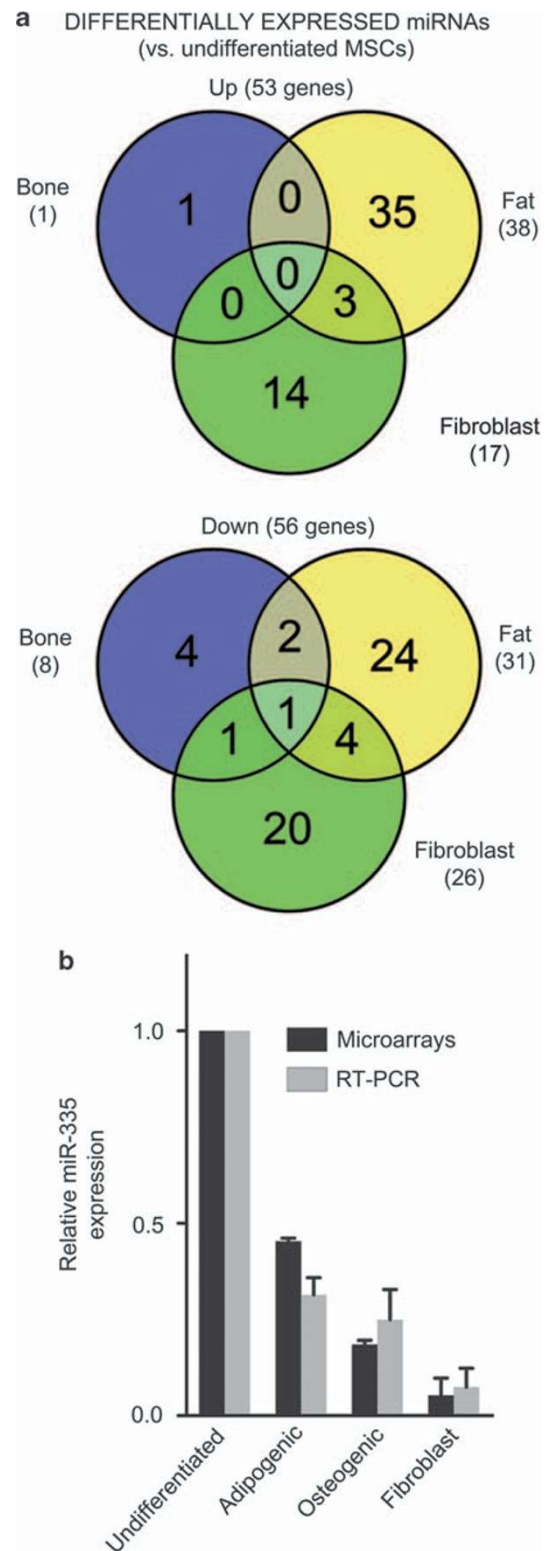 a
DIFFERENTIALLY EXPRESSED miRNAs
(vs. undifferentiated MSCs)
Up (53 genes)
Bone
(1)
1
0
35
Fat
(38)
0
0
3
14
Fibroblast
(17)
Down (56 genes)
Bone
(8)
4
2
24
Fat
(31)
1
1
4
20
Fibroblast
(26)
b
Relative miR-335
expression
1.0
0.5
0.0
Microarrays
RT-PCR
Undifferentiated
Adipogenic
Osteogenic
Fibroblast